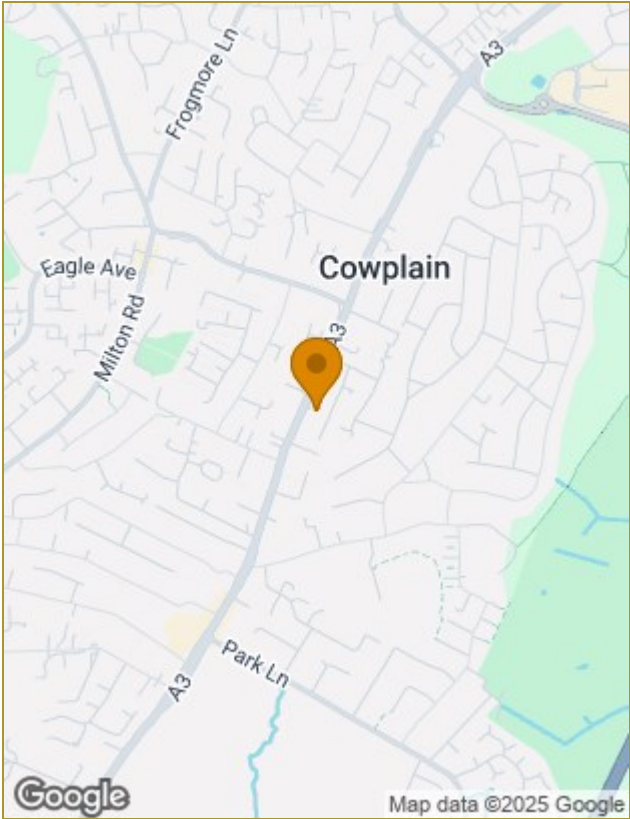 A3
Frogmore Ln
Cowplain
Eagle Ave
Milton Rd
A3
Park Ln
A3
Google
Map data ©2025 Google